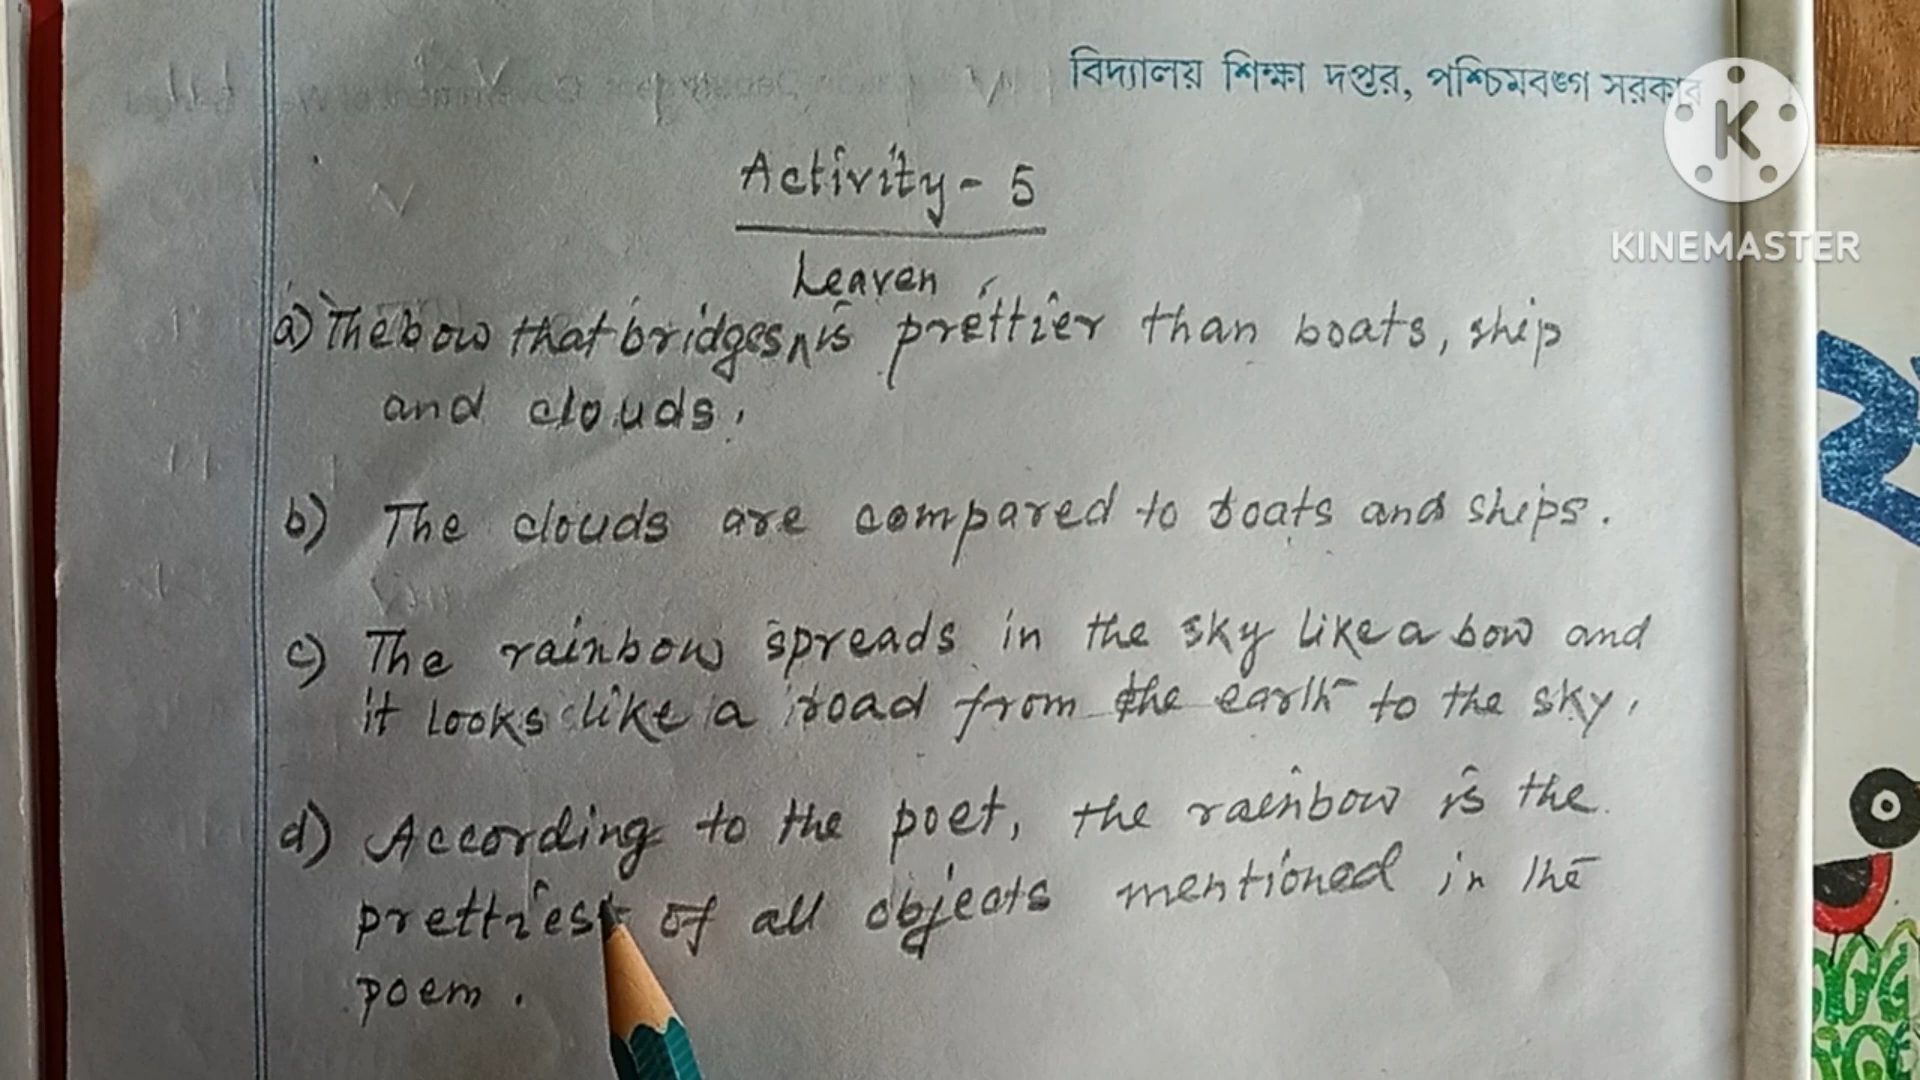 বিদ্যালয় শিক্ষা দপ্তর, পশ্চিমবঙ্গ সরকার
K
KINEMASTER
Activity - 5
heaven
a) The bow that bridges ^ is prettier than boats, ship
and clouds.
b) The clouds are compared to boats and ships.
c) The rainbow spreads in the sky like a bow and
it looks like a road from the earth to the sky.
d) According to the poet, the rainbow is the
prettiest of all objects mentioned in the
poem.